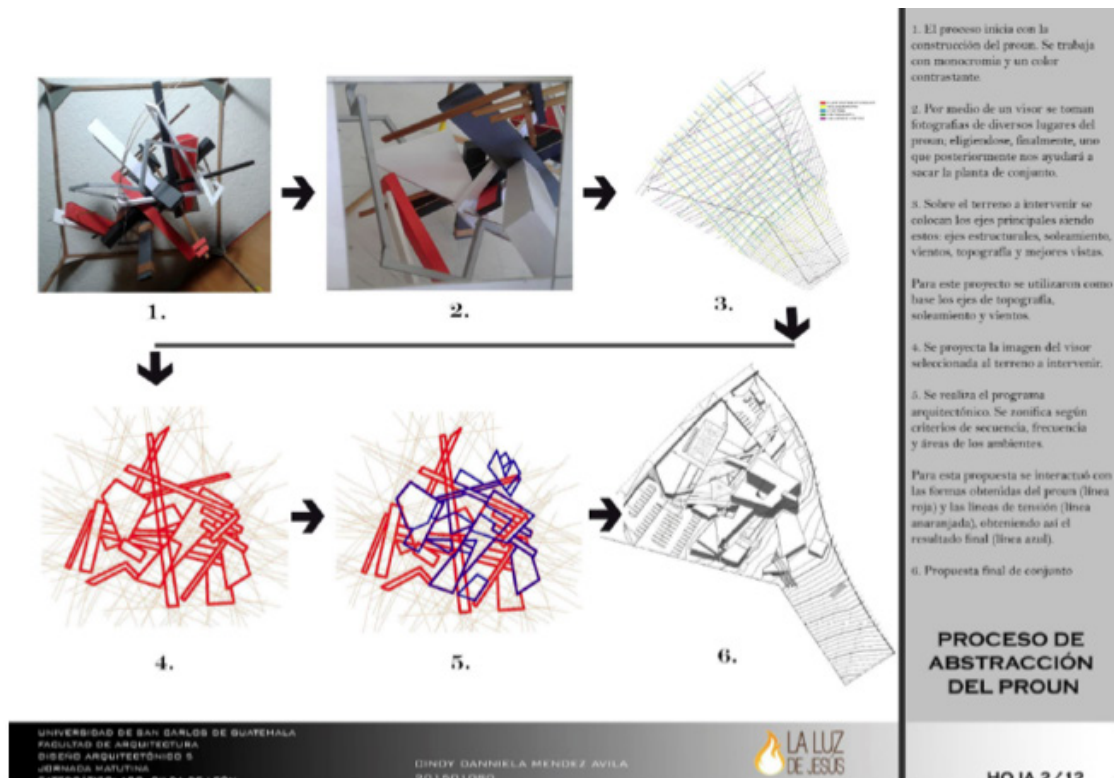 1. El proceso inicia con la
construcción del proun. Se trabaja
con monocromia y un color
contrastante.
2. Por medio de un visor se toman
fotografías de diversos lugares del
proun; eligiendose, finalmente, uno
que posteriormente nos ayudará a
sacar la planta de conjunto.
3. Sobre el terreno a intervenir se
colocan los ejes principales siendo
estos: ejes estructurales, soleamiento,
vientos, topografía y mejores vistas.
Para este proyecto se utilizaron como
base los ejes de topografía,
soleamiento y vientos.
4. Se proyecta la imagen del visor
seleccionada al terreno a intervenir.
5. Se realiza el programa
arquitectónico. Se zonifica según
criterios de secuencia, frecuencia
y áreas de los ambientes.
Para esta propuesta se interactuó con
las formas obtenidas del proun (línea
roja) y las líneas de tensión (línea
anaranjada), obteniendo así el
resultado final (línea azul).
6. Propuesta final de conjunto
1.
2.
3.
4.
5.
6.
PROCESO DE
ABSTRACCIÓN
DEL PROUN
UNIVERSIDAD DE SAN CARLOS DE GUATEMALA
FACULTAD DE ARQUITECTURA
DISEÑO ARQUITECTÓNICO 5
JORNADA MATUTINA
CINDY DANNIELA MENDEZ AVILA
LA LUZ
DE JESÚS
HOJA 2/12